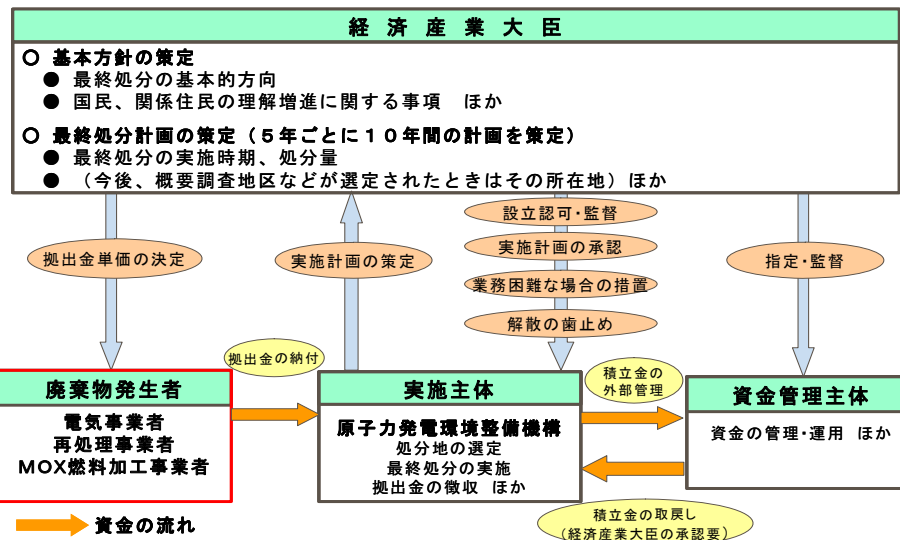 経済産業大臣
○ 基本方針の策定
● 最終処分の基本的方向
● 国民、関係住民の理解増進に関する事項 ほか
○ 最終処分計画の策定（５年ごとに１０年間の計画を策定）
● 最終処分の実施時期、処分量
● （今後、概要調査地区などが選定されたときはその所在地）ほか
拠出金単価の決定
実施計画の策定
設立認可・監督
実施計画の承認
業務困難な場合の措置
解散の歯止め
指定・監督
拠出金の納付
積立金の
外部管理
廃棄物発生者
電気事業者
再処理事業者
MOX燃料加工事業者
実施主体
原子力発電環境整備機構
処分地の選定
最終処分の実施
拠出金の徴収 ほか
資金管理主体
資金の管理・運用 ほか
積立金の取戻し
（経済産業大臣の承認要）
資金の流れ